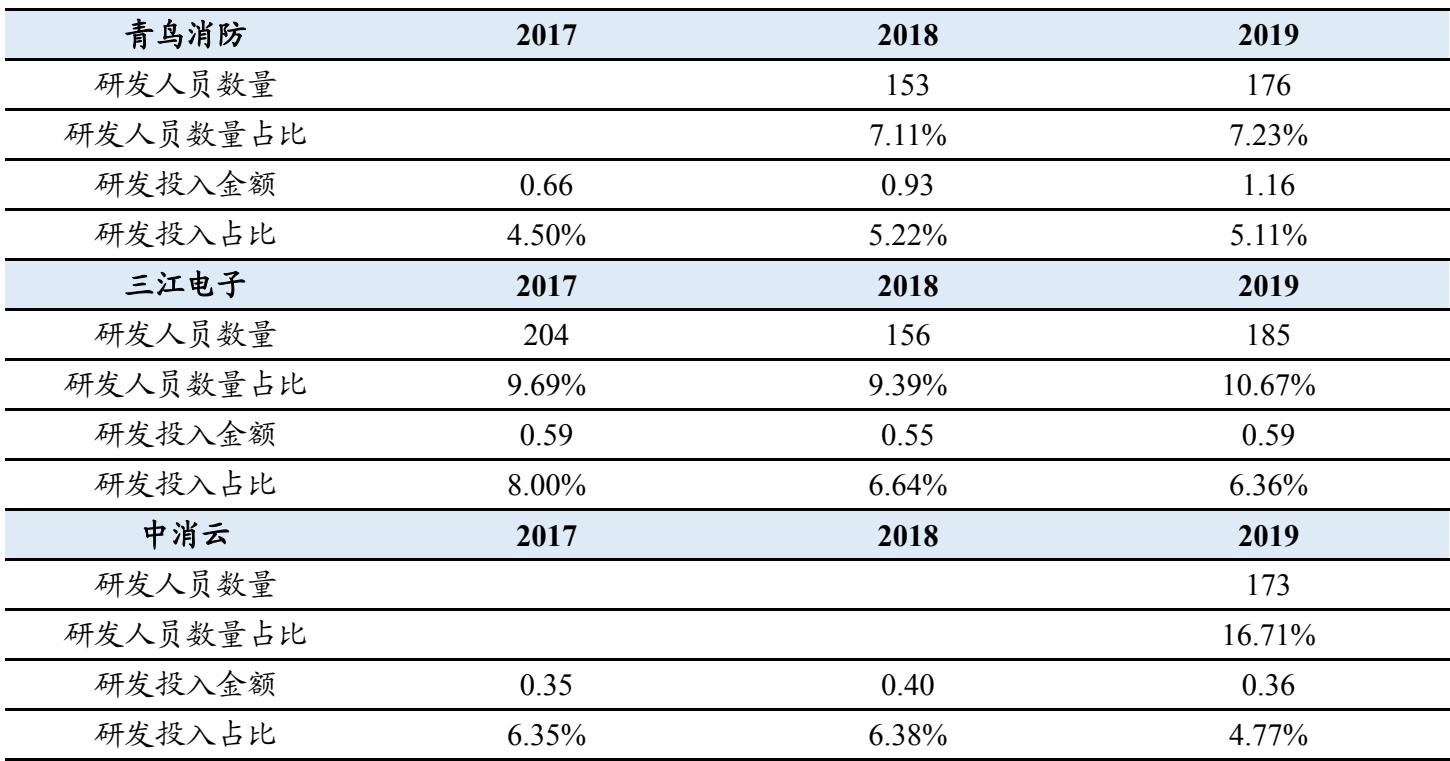 青鸟消防 2017 2018 2019
研发人员数量 153 176
研发人员数量占比 7.11% 7.23%
研发投入金额 0.66 0.93 1.16
研发投入占比 4.50% 5.22% 5.11%
三江电子 2017 2018 2019
研发人员数量 204 156 185
研发人员数量占比 9.69% 9.39% 10.67%
研发投入金额 0.59 0.55 0.59
研发投入占比 8.00% 6.64% 6.36%
中消云 2017 2018 2019
研发人员数量 173
研发人员数量占比 16.71%
研发投入金额 0.35 0.40 0.36
研发投入占比 6.35% 6.38% 4.77%